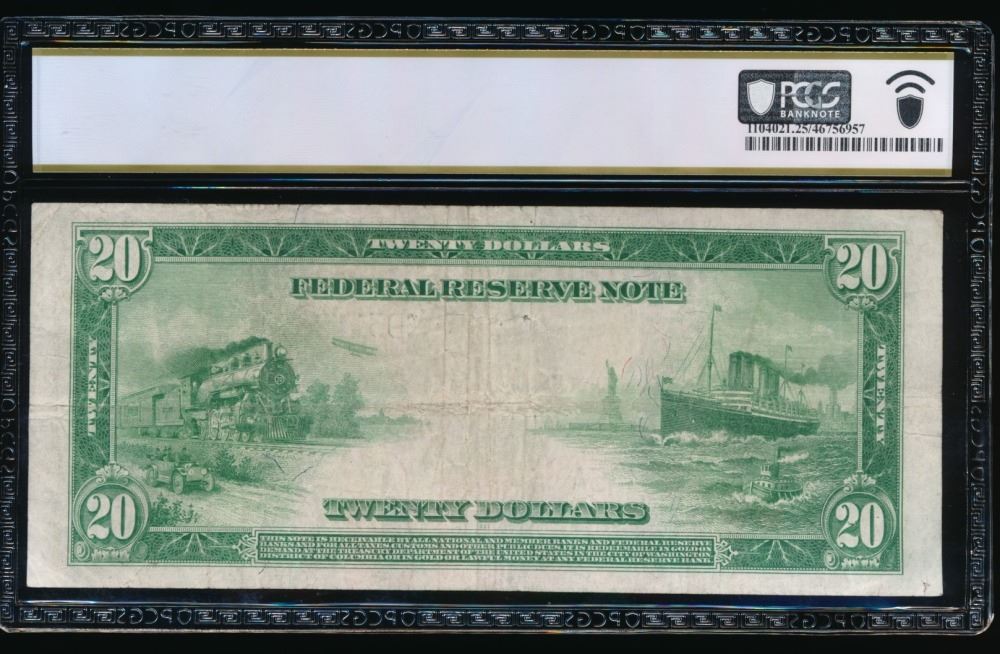 PCGS
BANKNOTE
1104021.25/46756957
20 TWENTY DOLLARS 20
FEDERAL RESERVE NOTE
TWENTY TWENTY
TWENTY DOLLARS
20 20
THIS NOTE IS RECEIVABLE BY ALL NATIONAL AND MEMBER BANKS AND FEDERAL RESERVE
BANKS AND FOR ALL TAXES, CUSTOMS AND OTHER PUBLIC DUES. IT IS REDEEMABLE IN GOLD ON
DEMAND AT THE TREASURY DEPARTMENT OF THE UNITED STATES IN THE CITY OF WASHINGTON
DISTRICT OF COLUMBIA OR IN GOLD OR LAWFUL MONEY AT ANY FEDERAL RESERVE BANK.